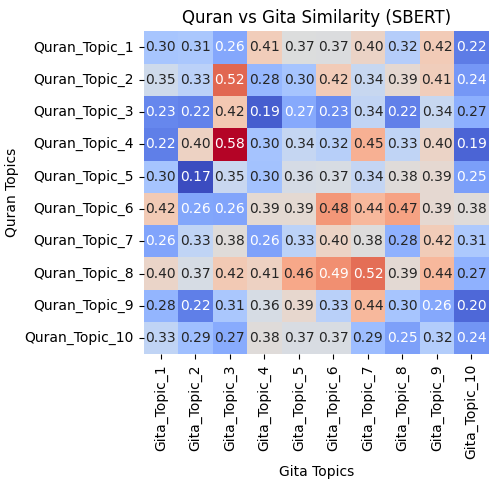 Quran vs Gita Similarity (SBERT)
Quran Topics
Quran_Topic_1 0.30 0.31 0.26 0.41 0.37 0.37 0.40 0.32 0.42 0.22
Quran_Topic_2 0.35 0.33 0.52 0.28 0.30 0.42 0.34 0.39 0.41 0.24
Quran_Topic_3 0.23 0.22 0.42 0.19 0.27 0.23 0.34 0.22 0.34 0.27
Quran_Topic_4 0.22 0.40 0.58 0.30 0.34 0.32 0.45 0.33 0.40 0.19
Quran_Topic_5 0.30 0.17 0.35 0.30 0.36 0.37 0.34 0.38 0.39 0.25
Quran_Topic_6 0.42 0.26 0.26 0.39 0.39 0.48 0.44 0.47 0.39 0.38
Quran_Topic_7 0.26 0.33 0.38 0.26 0.33 0.40 0.38 0.28 0.42 0.31
Quran_Topic_8 0.40 0.37 0.42 0.41 0.46 0.49 0.52 0.39 0.44 0.27
Quran_Topic_9 0.28 0.22 0.31 0.36 0.39 0.33 0.44 0.30 0.26 0.20
Quran_Topic_10 0.33 0.29 0.27 0.38 0.37 0.37 0.29 0.25 0.32 0.24
Gita_Topic_1 Gita_Topic_2 Gita_Topic_3 Gita_Topic_4 Gita_Topic_5 Gita_Topic_6 Gita_Topic_7 Gita_Topic_8 Gita_Topic_9 Gita_Topic_10
Gita Topics